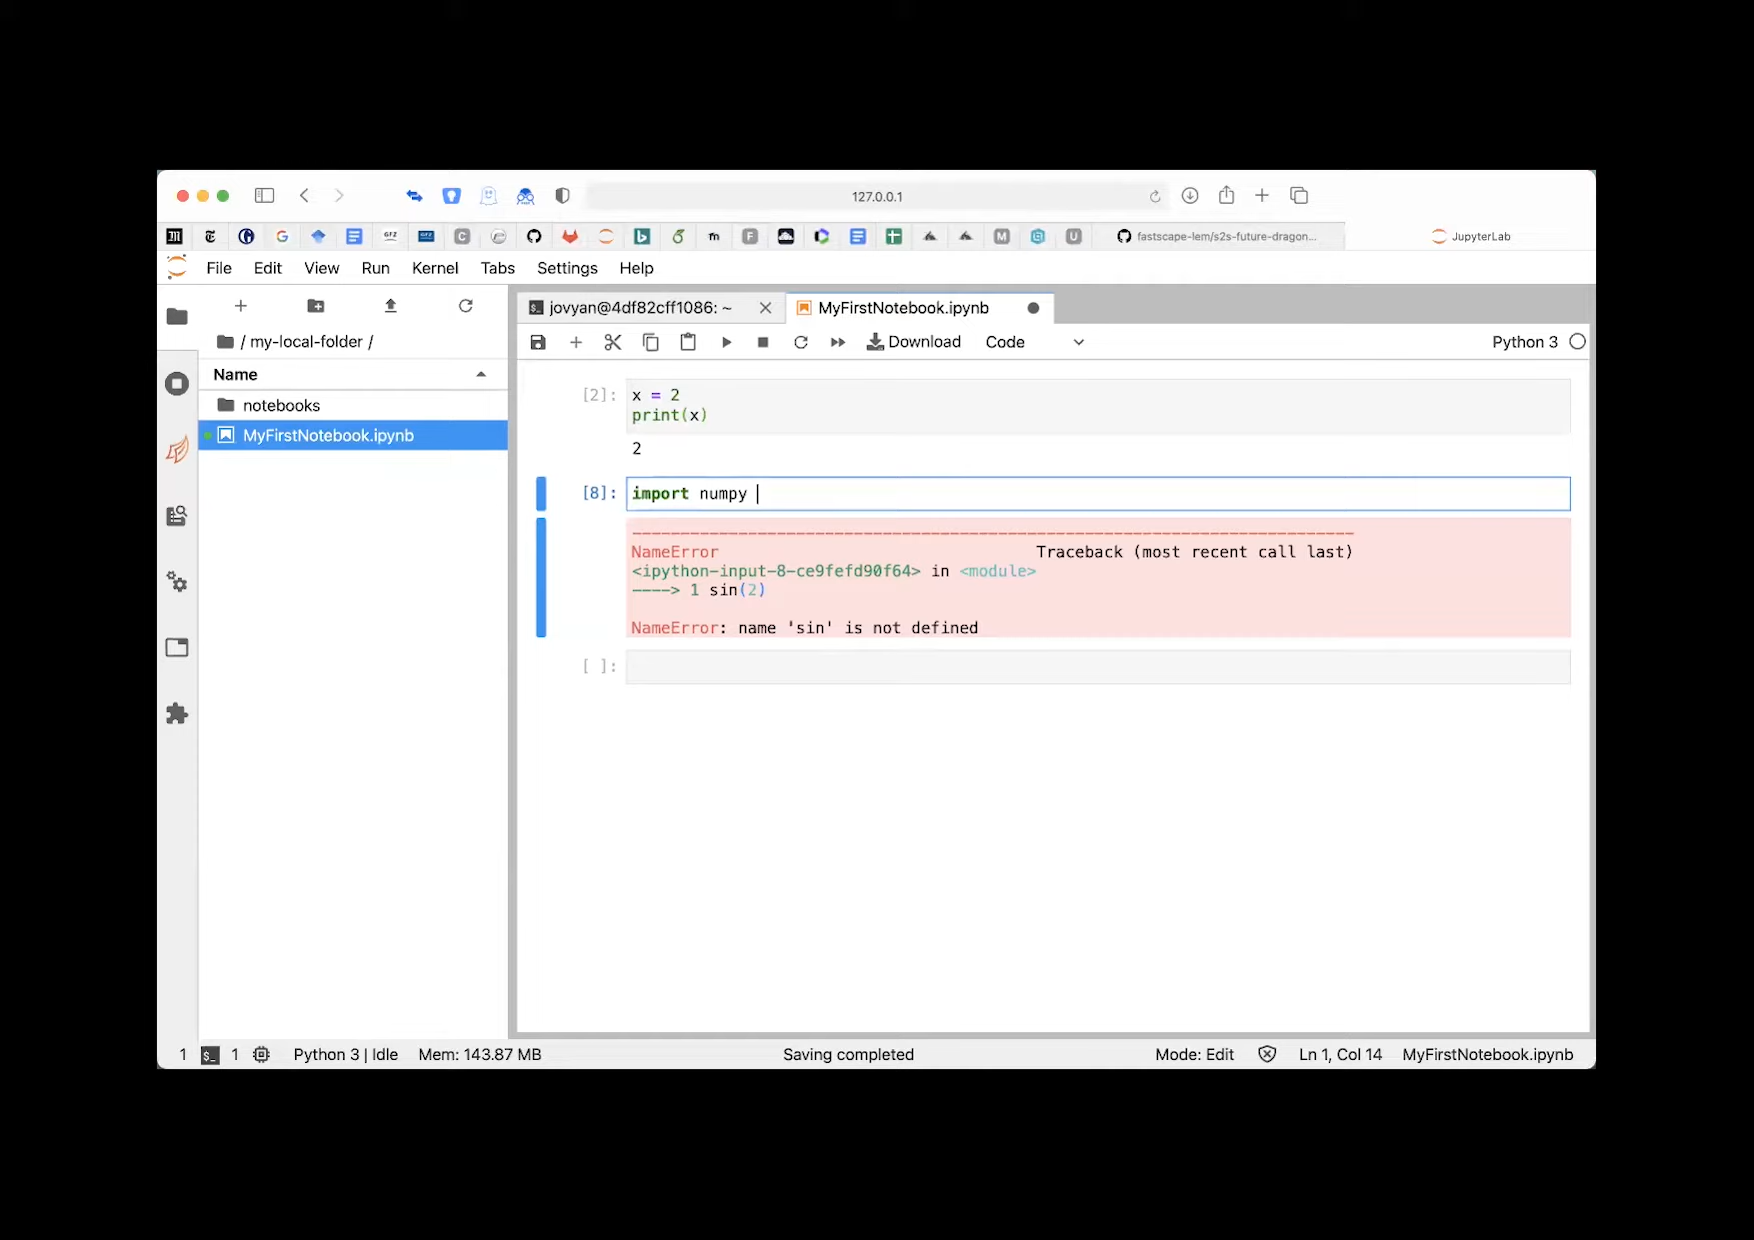 127.0.0.1
fastscape-lem/s2s-future-dragon...
JupyterLab
File Edit View Run Kernel Tabs Settings Help
jovyan@4df82cff1086: ~
MyFirstNotebook.ipynb
/ my-local-folder /
Download Code Python 3
Name
notebooks
MyFirstNotebook.ipynb
[2]: x = 2
print(x)
2
[8]: import numpy
NameError Traceback (most recent call last)
<ipython-input-8-ce9fefd90f64> in <module>
----> 1 sin(2)
NameError: name 'sin' is not defined
[ ]:
1 $_ 1 Python 3 | Idle Mem: 143.87 MB Saving completed Mode: Edit Ln 1, Col 14 MyFirstNotebook.ipynb